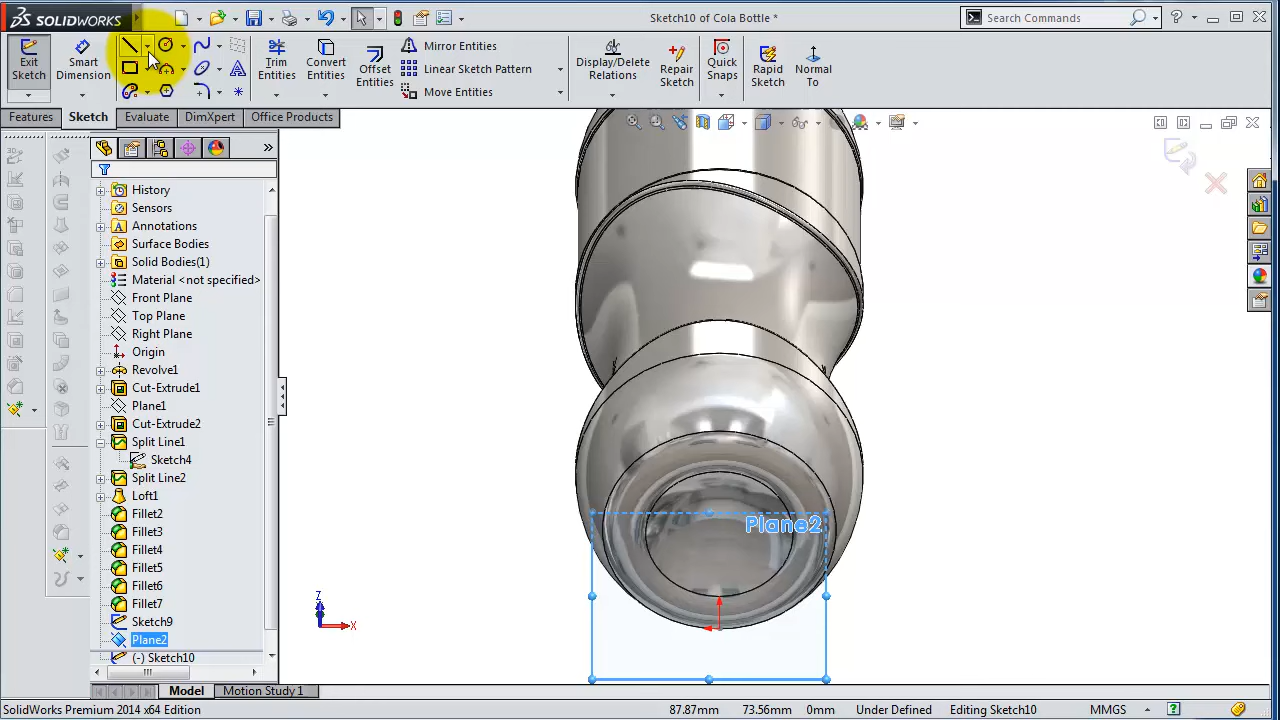 SOLIDWORKS
Sketch10 of Cola Bottle *
Search Commands
?
Exit Sketch
Smart Dimension
Trim Entities
Convert Entities
Offset Entities
Mirror Entities
Linear Sketch Pattern
Move Entities
Display/Delete Relations
Repair Sketch
Quick Snaps
Rapid Sketch
Normal To
Features
Sketch
Evaluate
DimXpert
Office Products
»
History
Sensors
Annotations
Surface Bodies
Solid Bodies(1)
Material <not specified>
Front Plane
Top Plane
Right Plane
Origin
Revolve1
Cut-Extrude1
Plane1
Cut-Extrude2
Split Line1
Sketch4
Split Line2
Loft1
Fillet2
Fillet3
Fillet4
Fillet5
Fillet6
Fillet7
Sketch9
Plane2
(-) Sketch10
Plane2
Z
X
Model
Motion Study 1
SolidWorks Premium 2014 x64 Edition
87.87mm
73.56mm
0mm
Under Defined
Editing Sketch10
MMGS
?